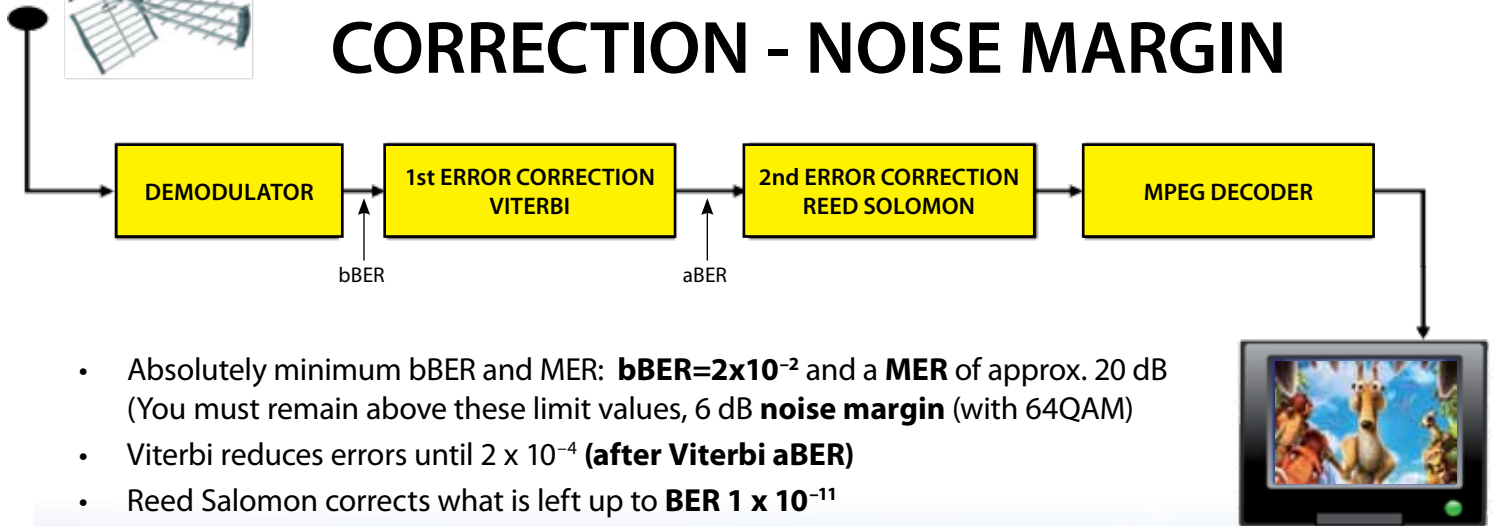 CORRECTION - NOISE MARGIN
DEMODULATOR
1st ERROR CORRECTION
VITERBI
2nd ERROR CORRECTION
REED SOLOMON
MPEG DECODER
bBER
aBER
• Absolutely minimum bBER and MER: bBER=2x10⁻² and a MER of approx. 20 dB
(You must remain above these limit values, 6 dB noise margin (with 64QAM)
• Viterbi reduces errors until 2 x 10⁻⁴ (after Viterbi aBER)
• Reed Salomon corrects what is left up to BER 1 x 10⁻¹¹